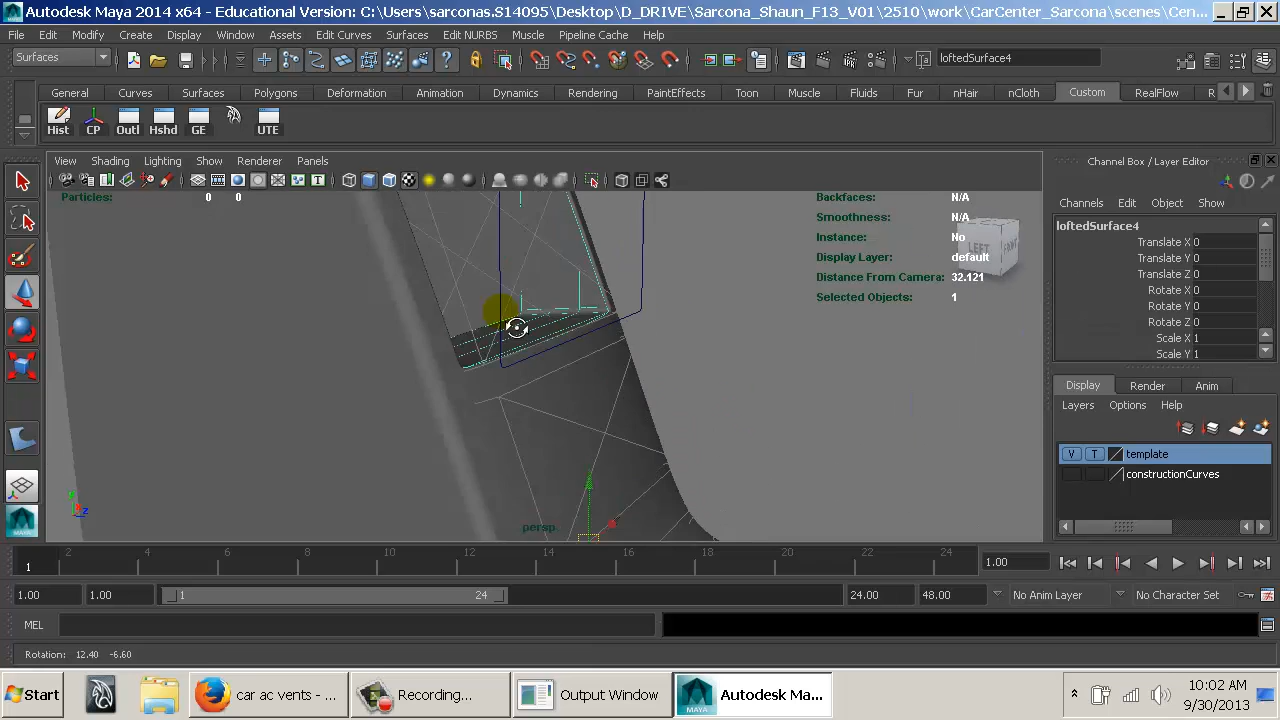 Autodesk Maya 2014 x64 - Educational Version: C:\Users\saconas.S14095\Desktop\D_DRIVE\Sarcona_Shaun_F13_V01\2510\work\CarCenter_Sarcona\scenes\Cen...
File Edit Modify Create Display Window Assets Edit Curves Surfaces Edit NURBS Muscle Pipeline Cache Help
Surfaces loftedSurface4
General Curves Surfaces Polygons Deformation Animation Dynamics Rendering PaintEffects Toon Muscle Fluids Fur nHair nCloth Custom RealFlow R
Hist CP Outl Hshd GE UTE
View Shading Lighting Show Renderer Panels
Channel Box / Layer Editor
Particles: 0 0
Backfaces: N/A
Smoothness: N/A
Instance: No
Display Layer: default
Distance From Camera: 32.121
Selected Objects: 1
LEFT FRONT
persp
Channels Edit Object Show
loftedSurface4
Translate X 0
Translate Y 0
Translate Z 0
Rotate X 0
Rotate Y 0
Rotate Z 0
Scale X 1
Scale Y 1
Display Render Anim
Layers Options Help
V T template
constructionCurves
2 4 6 8 10 12 14 16 18 20 22 24
1 1.00
1.00 1.00 1 24 24.00 48.00 No Anim Layer No Character Set
MEL
Rotation: 12.40 -6.60
Start car ac vents - ... Recording... Output Window Autodesk Ma...
10:02 AM
9/30/2013